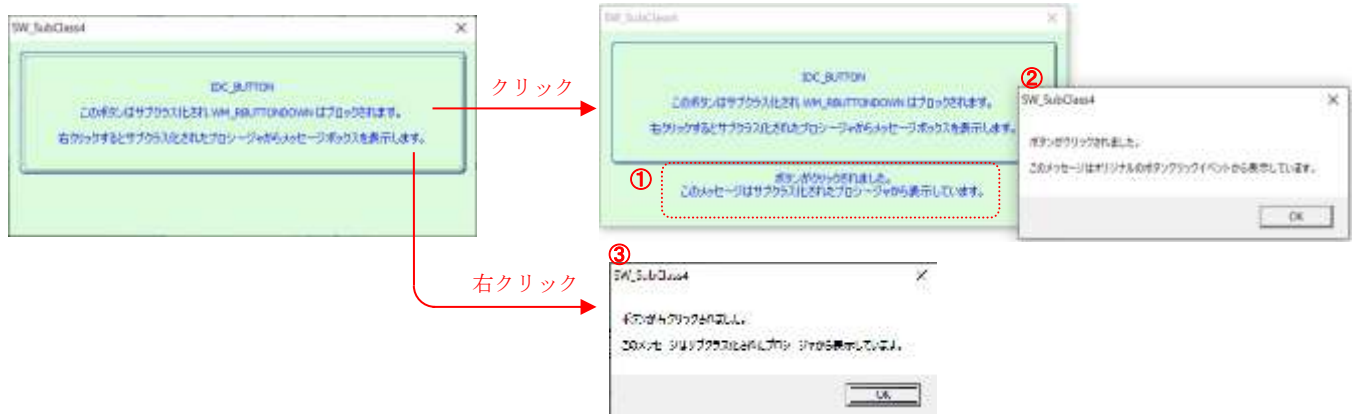 SW_SubClass4
IDC_BUTTON
このボタンはサブクラス化され WM_RBUTTONDOWN はブロックされます。
右クリックするとサブクラス化されたプロシージャからメッセージボックスを表示します。
クリック
SW_SubClass4
IDC_BUTTON
このボタンはサブクラス化され WM_RBUTTONDOWN はブロックされます。
右クリックするとサブクラス化されたプロシージャからメッセージボックスを表示します。
①
ボタンがクリックされました。
このメッセージはサブクラス化されたプロシージャから表示しています。
②
SW_SubClass4
ボタンがクリックされました。
このメッセージはオリジナルのボタンクリックイベントから表示しています。
OK
右クリック
③
SW_SubClass4
ボタンが右クリックされました。
このメッセージはサブクラス化されたプロシージャから表示しています。
OK